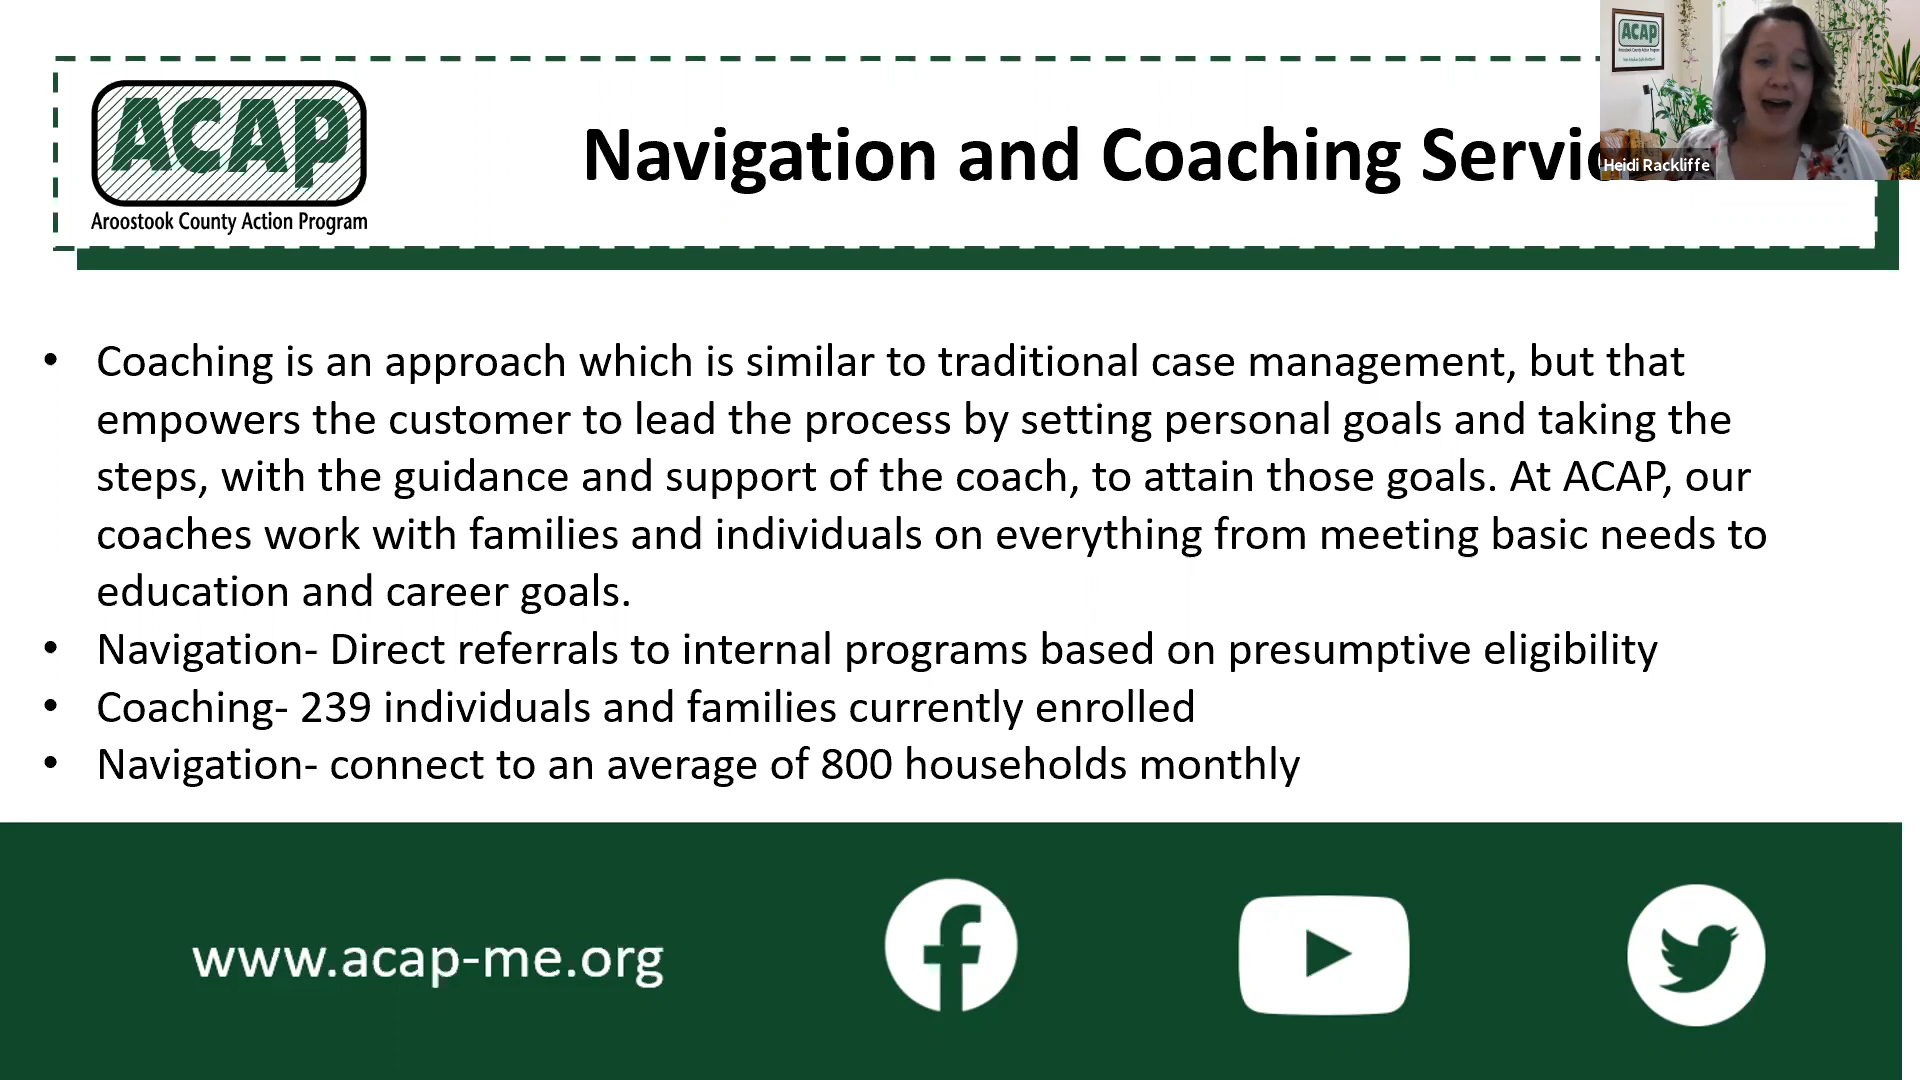 ACAP
Aroostook County Action Program
Navigation and Coaching Servic
ACAP
Heidi Rackliffe
• Coaching is an approach which is similar to traditional case management, but that
empowers the customer to lead the process by setting personal goals and taking the
steps, with the guidance and support of the coach, to attain those goals. At ACAP, our
coaches work with families and individuals on everything from meeting basic needs to
education and career goals.
• Navigation- Direct referrals to internal programs based on presumptive eligibility
• Coaching- 239 individuals and families currently enrolled
• Navigation- connect to an average of 800 households monthly
www.acap-me.org